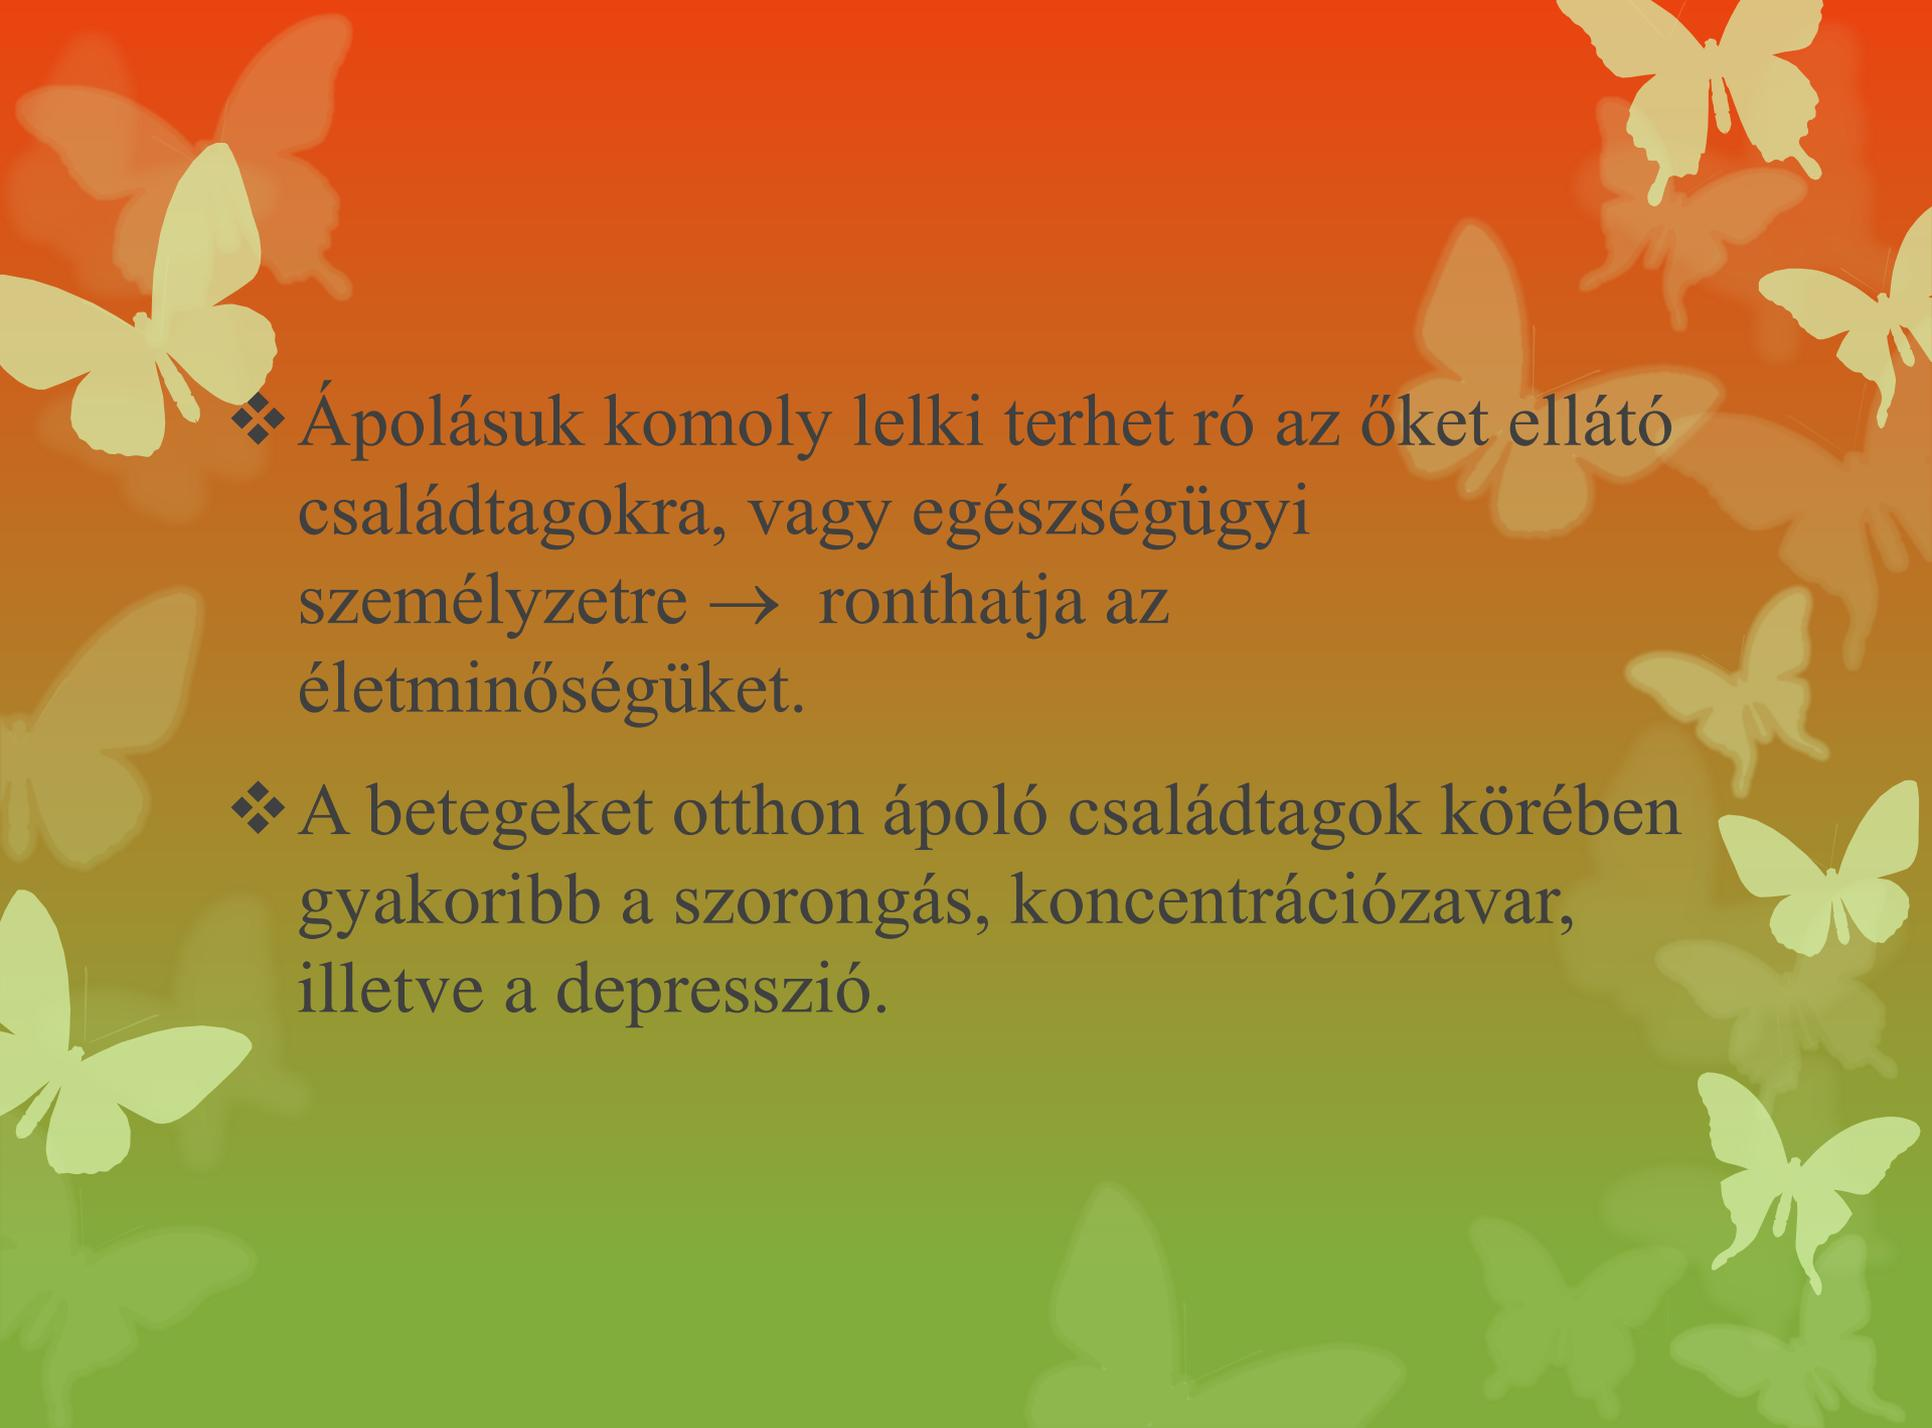 ❖ Ápolásuk komoly lelki terhet ró az őket ellátó
családtagokra, vagy egészségügyi
személyzetre → ronthatja az
életminőségüket.
❖ A betegeket otthon ápoló családtagok körében
gyakoribb a szorongás, koncentrációzavar,
illetve a depresszió.